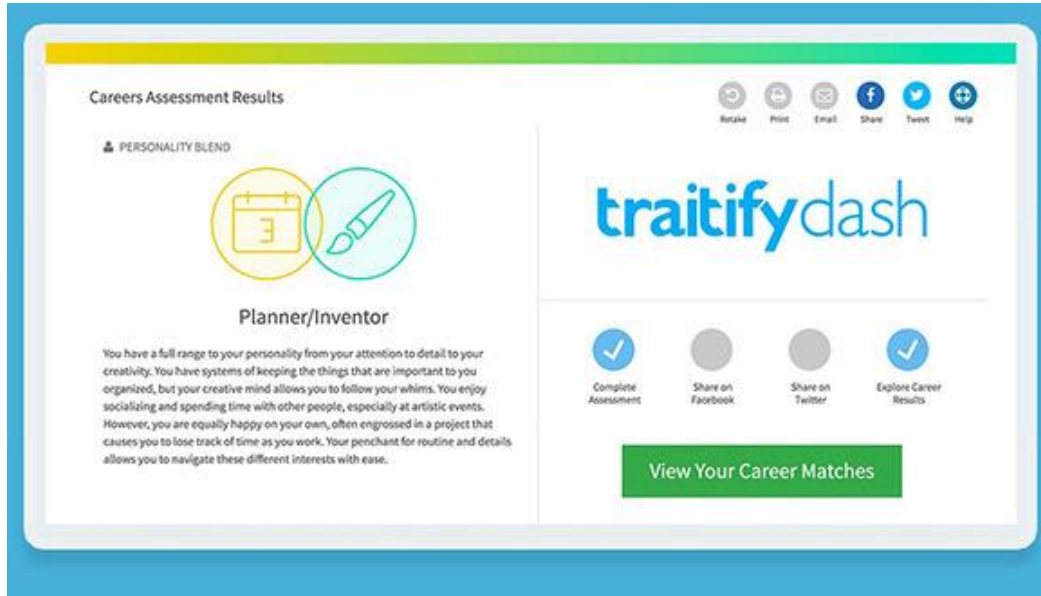 Careers Assessment Results
Retake
Print
Email
Share
Tweet
Help
PERSONALITY BLEND
3
Planner/Inventor
You have a full range to your personality from your attention to detail to your
creativity. You have systems of keeping the things that are important to you
organized, but your creative mind allows you to follow your whims. You enjoy
socializing and spending time with other people, especially at artistic events.
However, you are equally happy on your own, often engrossed in a project that
causes you to lose track of time as you work. Your penchant for routine and details
allows you to navigate these different interests with ease.
traitifydash
Complete
Assessment
Share on
Facebook
Share on
Twitter
Explore Career
Results
View Your Career Matches